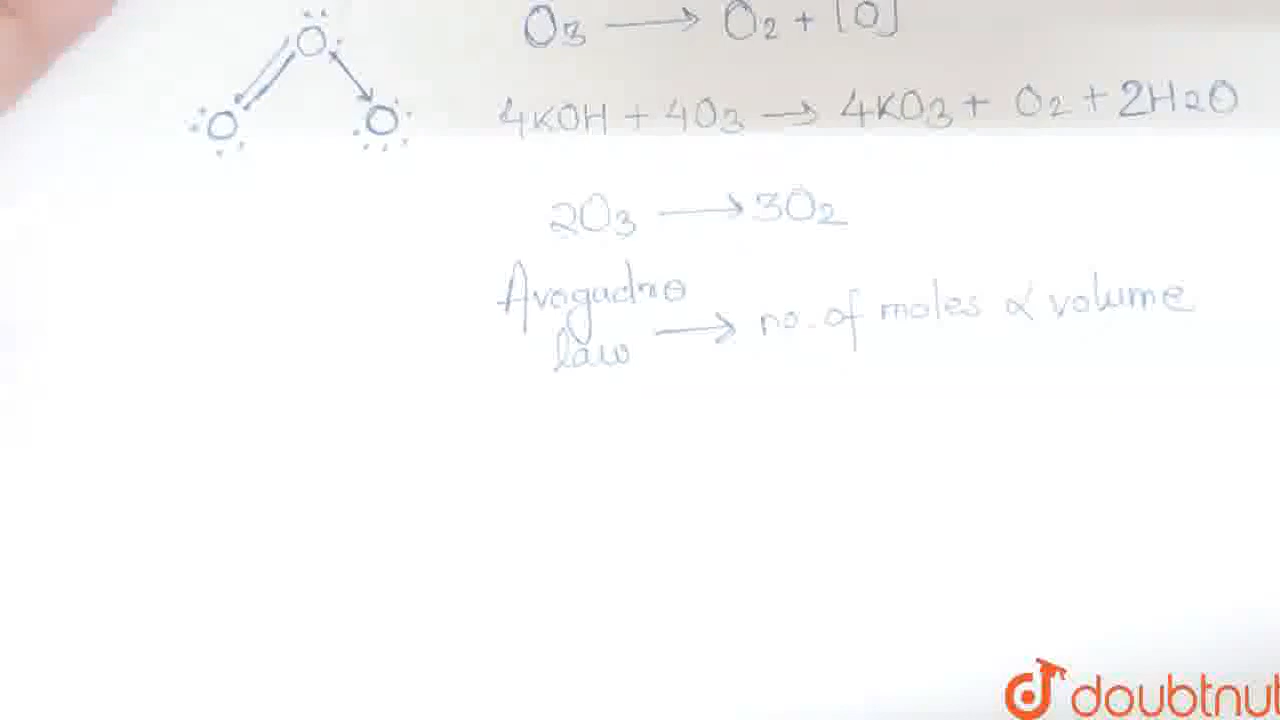 O₃ → O₂ + [O]
4KOH + 4O₃ → 4KO₃ + O₂ + 2H₂O
2O₃ → 3O₂
Avogadro
law → no. of moles ∝ volume
O
O O
doubtnut